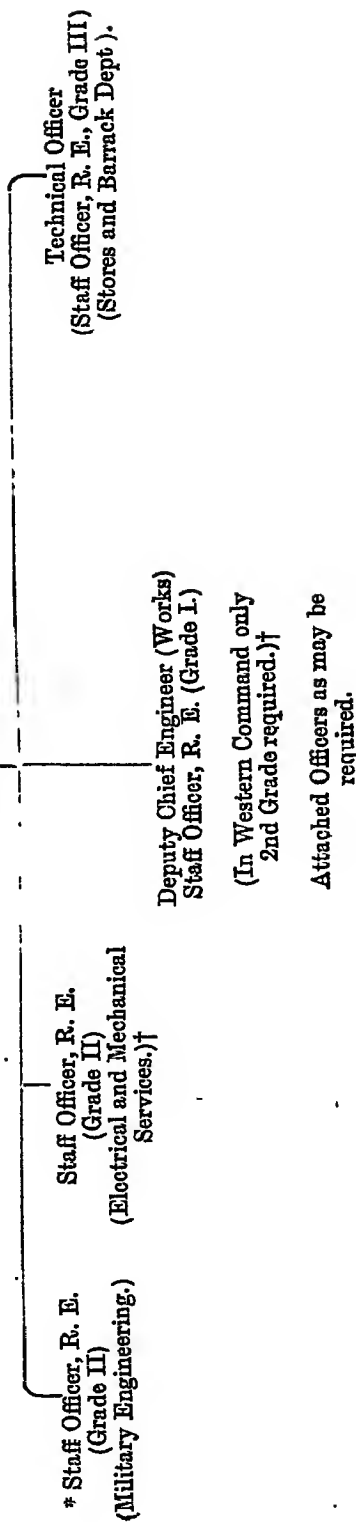 * Staff Officer, R. E.
(Grade II)
(Military Engineering.)
Staff Officer, R. E.
(Grade II)
(Electrical and Mechanical
Services.)†
Deputy Chief Engineer (Works)
Staff Officer, R. E. (Grade I.)
(In Western Command only
2nd Grade required.)†
Attached Officers as may be
required.
Technical Officer
(Staff Officer, R. E., Grade III)
(Stores and Barrack Dept ).